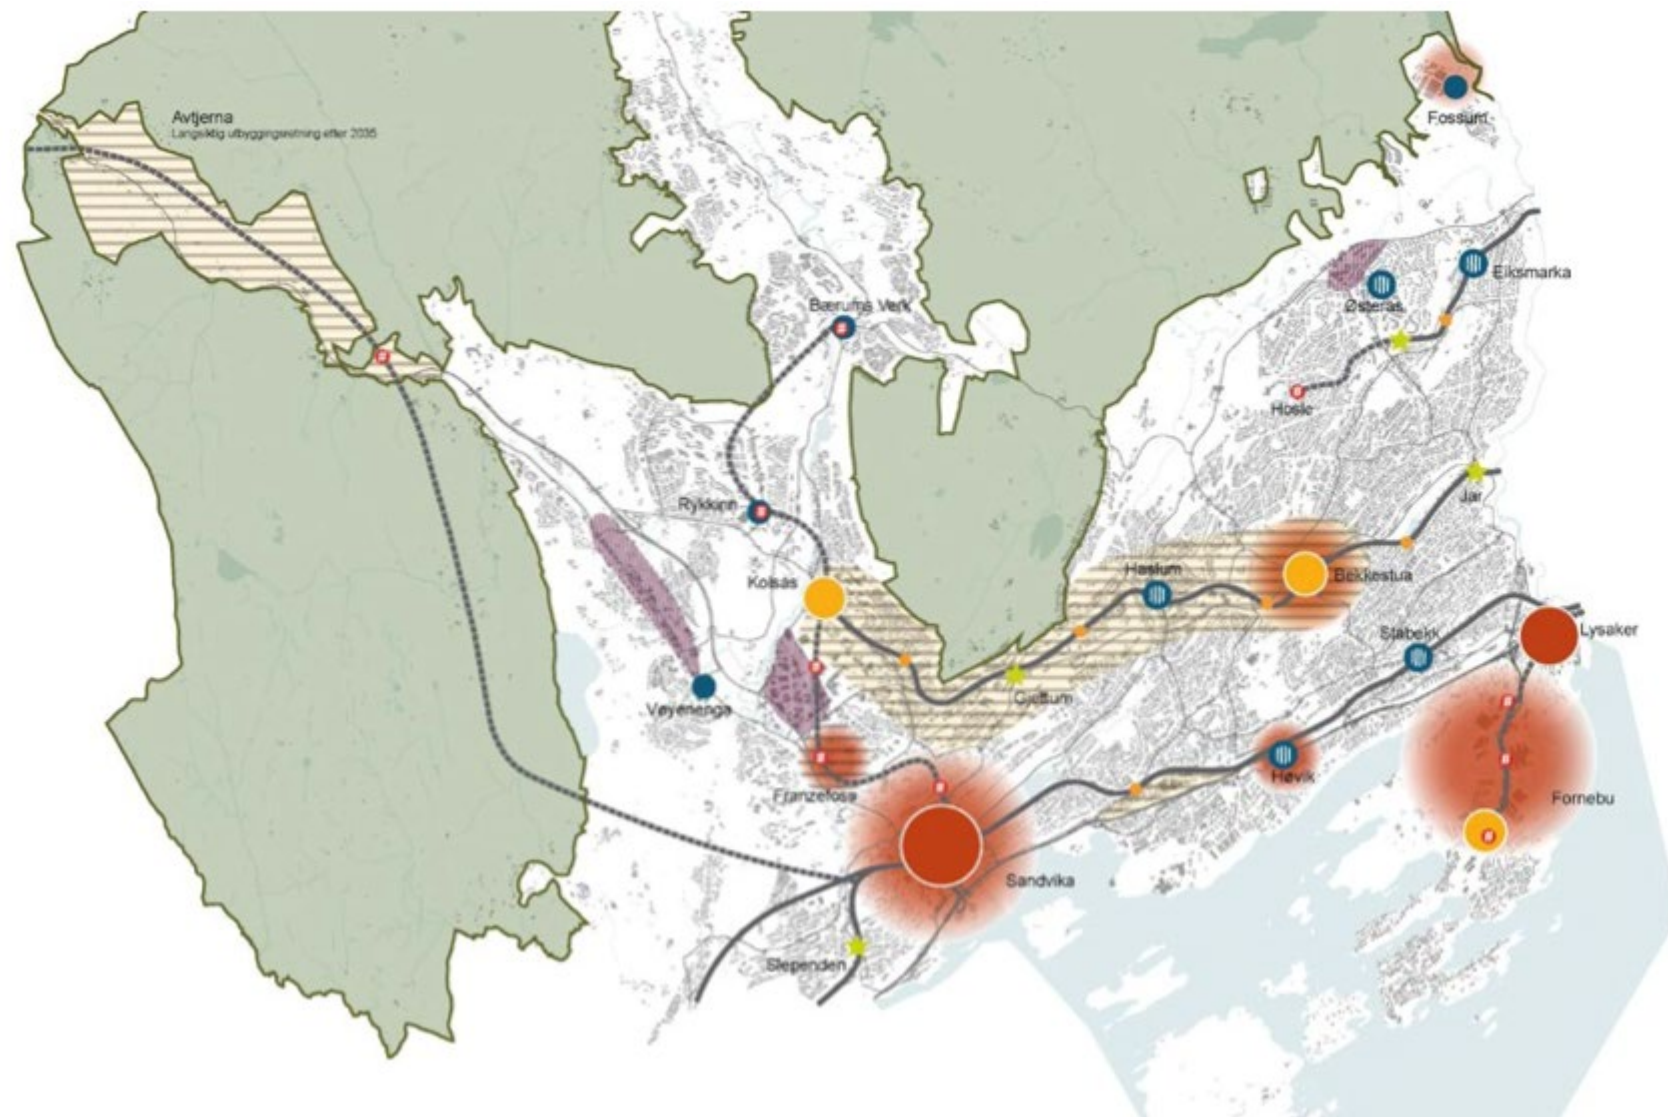 Avtjerna
Langsiktig utbyggingsretning etter 2035
Fossum
Eiksmarka
Østerås
Bærums Verk
Hosle
Jar
Rykkinn
Kolsås
Haslum
Bekkestua
Lysaker
Stabekk
Gjettum
Vøyenenga
Høvik
Franzefoss
Fornebu
Sandvika
Slependen